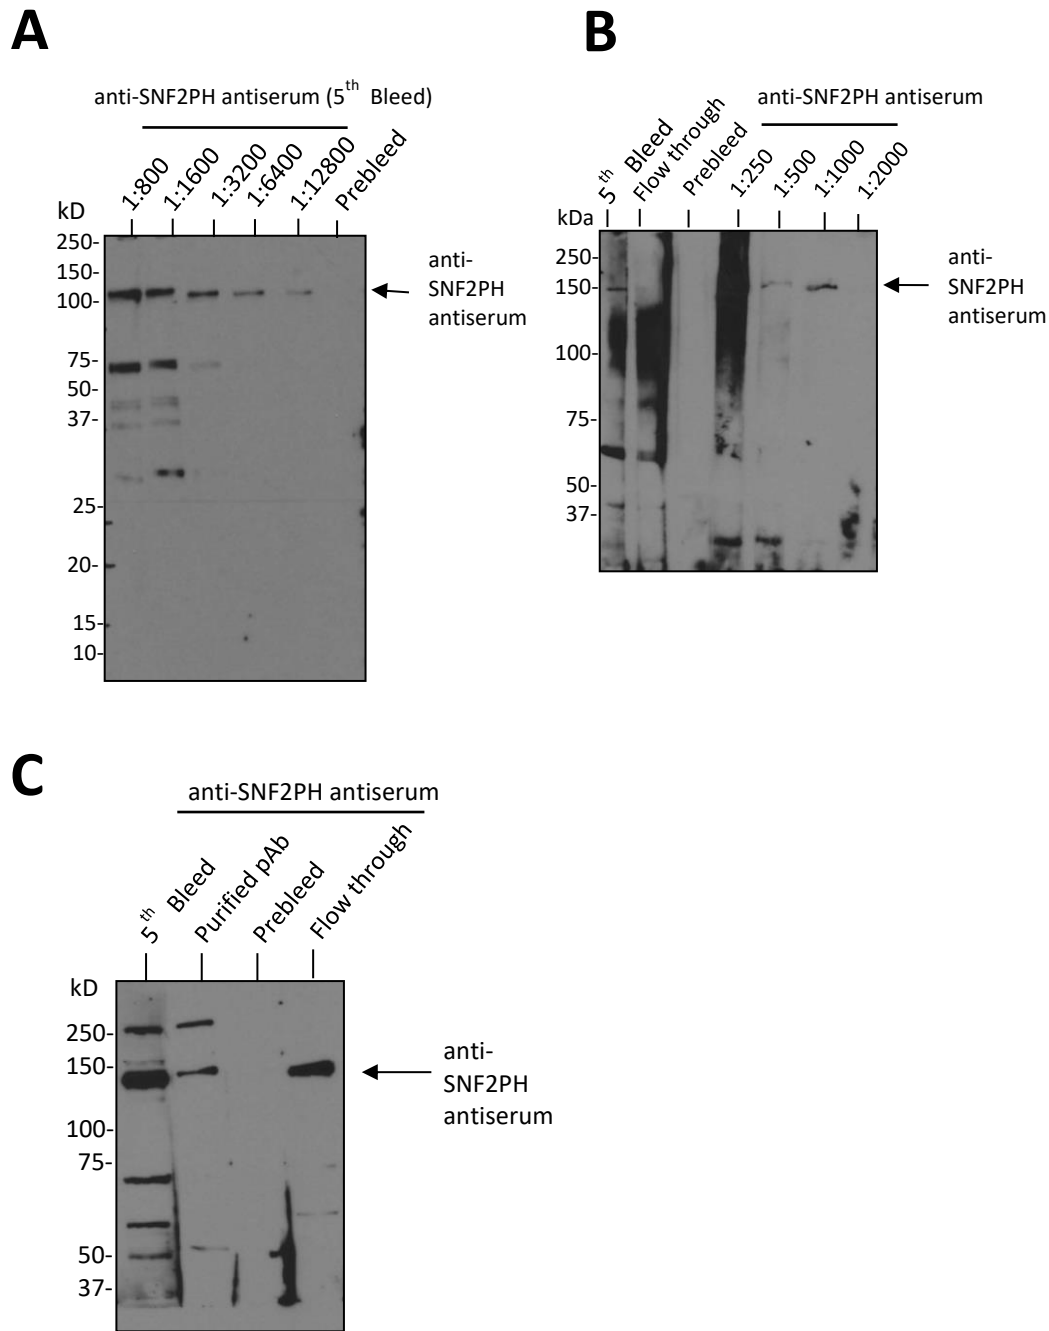 A
anti-SNF2PH antiserum (5th Bleed)
1:800
1:1600
1:3200
1:6400
1:12800
Prebleed
kD
250-
150-
100-
75-
50-
37-
25-
20-
15-
10-
anti-
SNF2PH
antiserum
B
anti-SNF2PH antiserum
5th Bleed
Flow through
Prebleed
1:250
1:500
1:1000
1:2000
kDa
250-
150-
100-
75-
50-
37-
anti-
SNF2PH
antiserum
C
anti-SNF2PH antiserum
5th Bleed
Purified pAb
Prebleed
Flow through
kD
250-
150-
100-
75-
50-
37-
anti-
SNF2PH
antiserum